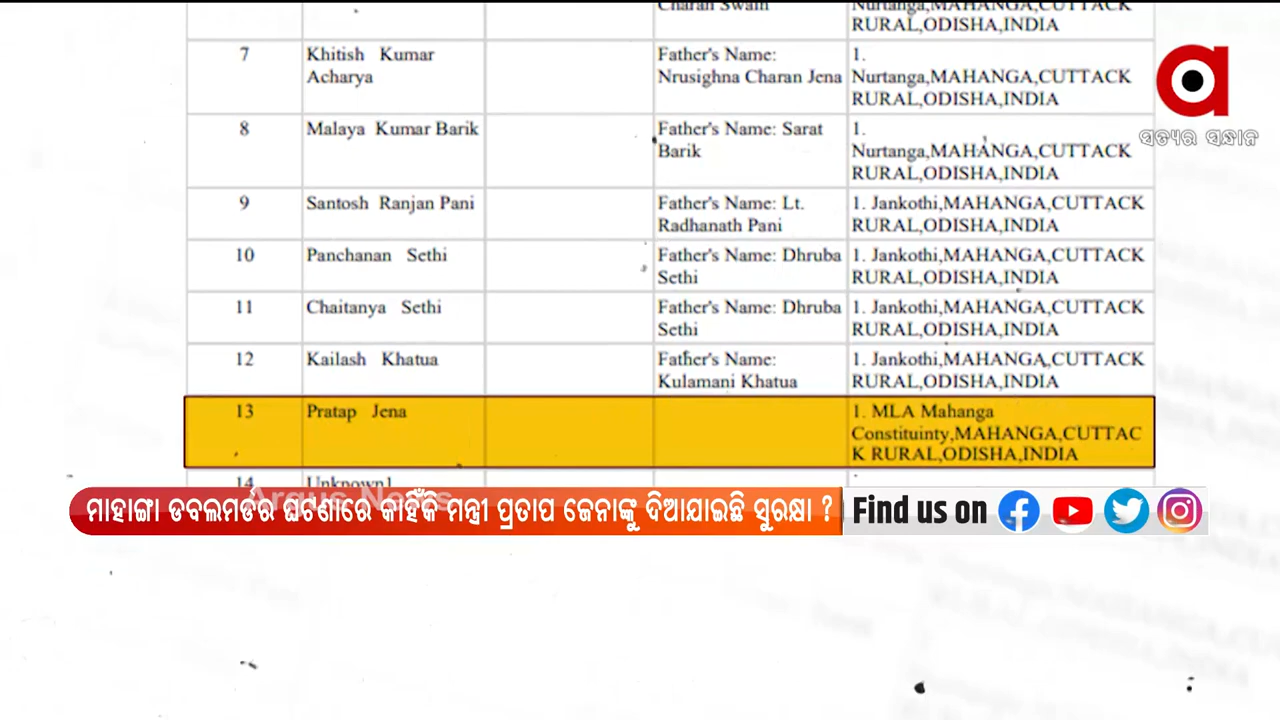 Charan Swain
Nurtanga,MAHANGA,CUTTACK
RURAL,ODISHA,INDIA
7
Khitish Kumar
Acharya
Father's Name:
Nrusighna Charan Jena
1.
Nurtanga,MAHANGA,CUTTACK
RURAL,ODISHA,INDIA
8
Malaya Kumar Barik
Father's Name: Sarat
Barik
1.
Nurtanga,MAHANGA,CUTTACK
RURAL,ODISHA,INDIA
9
Santosh Ranjan Pani
Father's Name: Lt.
Radhanath Pani
1. Jankothi,MAHANGA,CUTTACK
RURAL,ODISHA,INDIA
10
Panchanan Sethi
Father's Name: Dhruba
Sethi
1. Jankothi,MAHANGA,CUTTACK
RURAL,ODISHA,INDIA
11
Chaitanya Sethi
Father's Name: Dhruba
Sethi
1. Jankothi,MAHANGA,CUTTACK
RURAL,ODISHA,INDIA
12
Kailash Khatua
Father's Name:
Kulamani Khatua
1. Jankothi,MAHANGA,CUTTACK
RURAL,ODISHA,INDIA
13
Pratap Jena
1. MLA Mahanga
Constituinty,MAHANGA,CUTTAC
K RURAL,ODISHA,INDIA
14
Unknown1
a
ସତ୍ୟର ସନ୍ଧାନ
Argus News
ମାହାଙ୍ଗା ଡବଲମର୍ଡର ଘଟଣାରେ କାହିଁକି ମନ୍ତ୍ରୀ ପ୍ରତାପ ଜେନାଙ୍କୁ ଦିଆଯାଇଛି ସୁରକ୍ଷା ?
Find us on